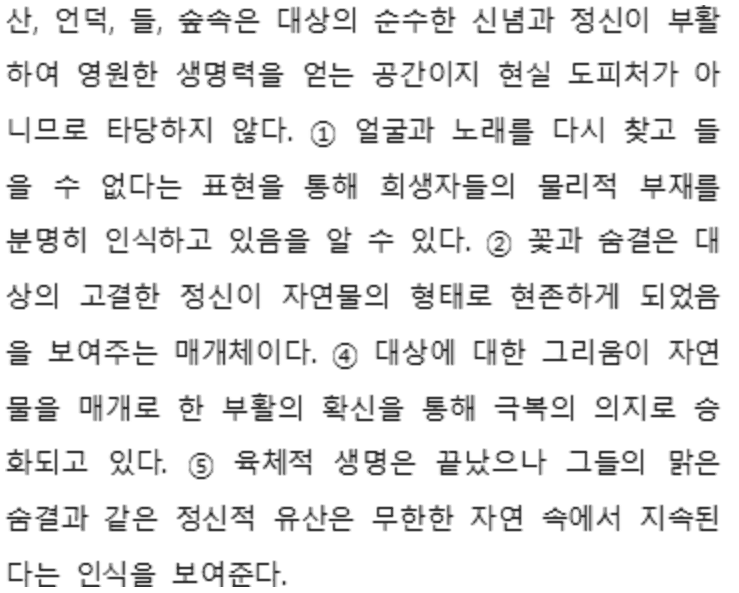 산, 언덕, 들, 숲속은 대상의 순수한 신념과 정신이 부활
하여 영원한 생명력을 얻는 공간이지 현실 도피처가 아
니므로 타당하지 않다. ① 얼굴과 노래를 다시 찾고 들
을 수 없다는 표현을 통해 희생자들의 물리적 부재를
분명히 인식하고 있음을 알 수 있다. ② 꽃과 숨결은 대
상의 고결한 정신이 자연물의 형태로 현존하게 되었음
을 보여주는 매개체이다. ④ 대상에 대한 그리움이 자연
물을 매개로 한 부활의 확신을 통해 극복의 의지로 승
화되고 있다. ⑤ 육체적 생명은 끝났으나 그들의 맑은
숨결과 같은 정신적 유산은 무한한 자연 속에서 지속된
다는 인식을 보여준다.